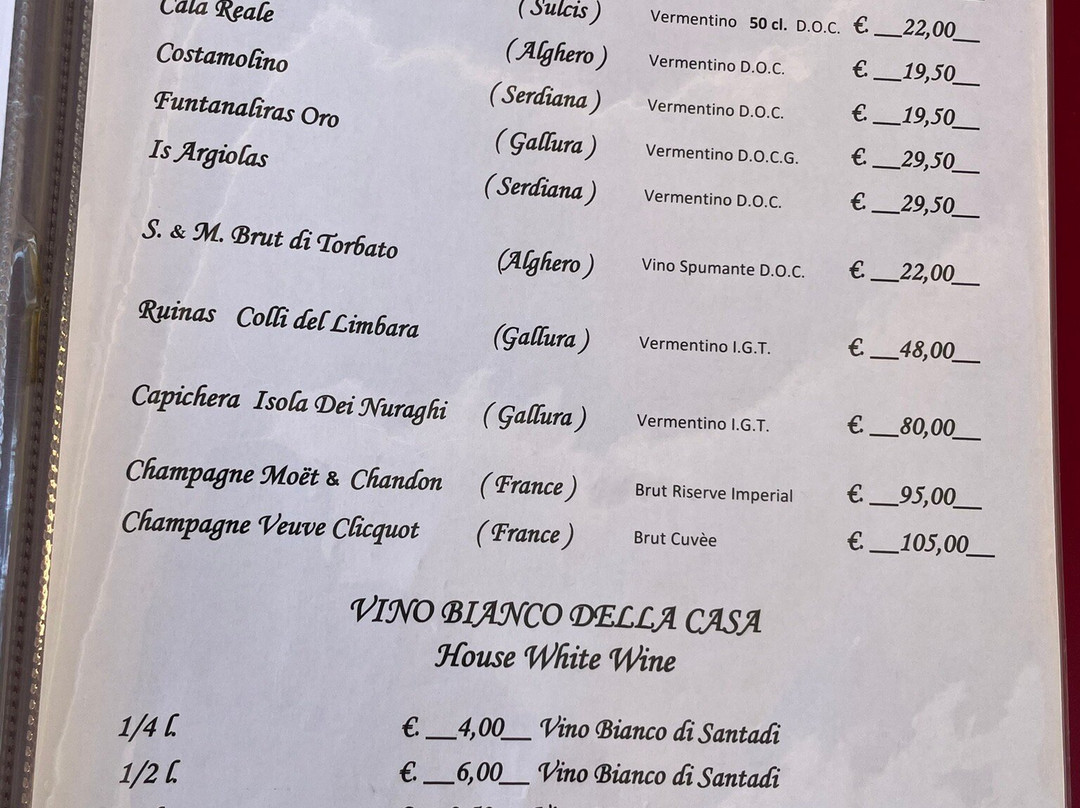 ( Sulcis ) Vermentino 50 cl. D.O.C. €. __22,00__
Cala Reale ( Alghero ) Vermentino D.O.C. €. __19,50__
Costamolino ( Serdiana ) Vermentino D.O.C. €. __19,50__
Funtanaliras Oro ( Gallura ) Vermentino D.O.C.G. €. __29,50__
Is Argiolas ( Serdiana ) Vermentino D.O.C. €. __29,50__
S. & M. Brut di Torbato (Alghero ) Vino Spumante D.O.C. €. __22,00__
Ruinas Colli del Limbara (Gallura ) Vermentino I.G.T. €. __48,00__
Capichera Isola Dei Nuraghi ( Gallura ) Vermentino I.G.T. €. __80,00__
Champagne Moët & Chandon ( France ) Brut Riserve Imperial €. __95,00__
Champagne Veuve Clicquot ( France ) Brut Cuvèe €. __105,00__
VINO BIANCO DELLA CASA
House White Wine
1/4 l. €. __4,00__ Vino Bianco di Santadi
1/2 l. €. __6,00__ Vino Bianco di Santadi